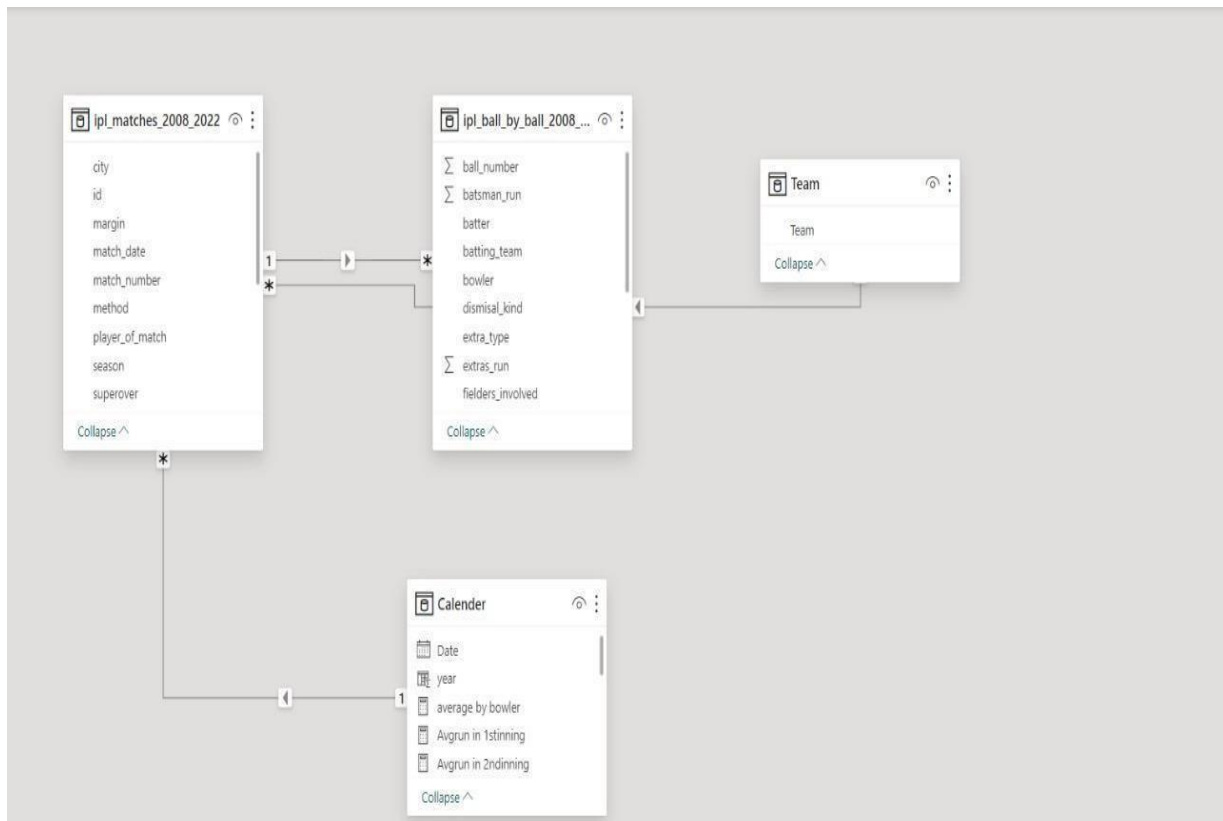 ipl_matches_2008_2022
city
id
margin
match_date
match_number
method
player_of_match
season
superover
Collapse
ipl_ball_by_ball_2008_...
ball_number
batsman_run
batter
batting_team
bowler
dismisal_kind
extra_type
extras_run
fielders_involved
Collapse
Team
Team
Collapse
1
*
*
*
1
Calender
Date
year
average by bowler
Avgrun in 1stinning
Avgrun in 2ndinning
Collapse